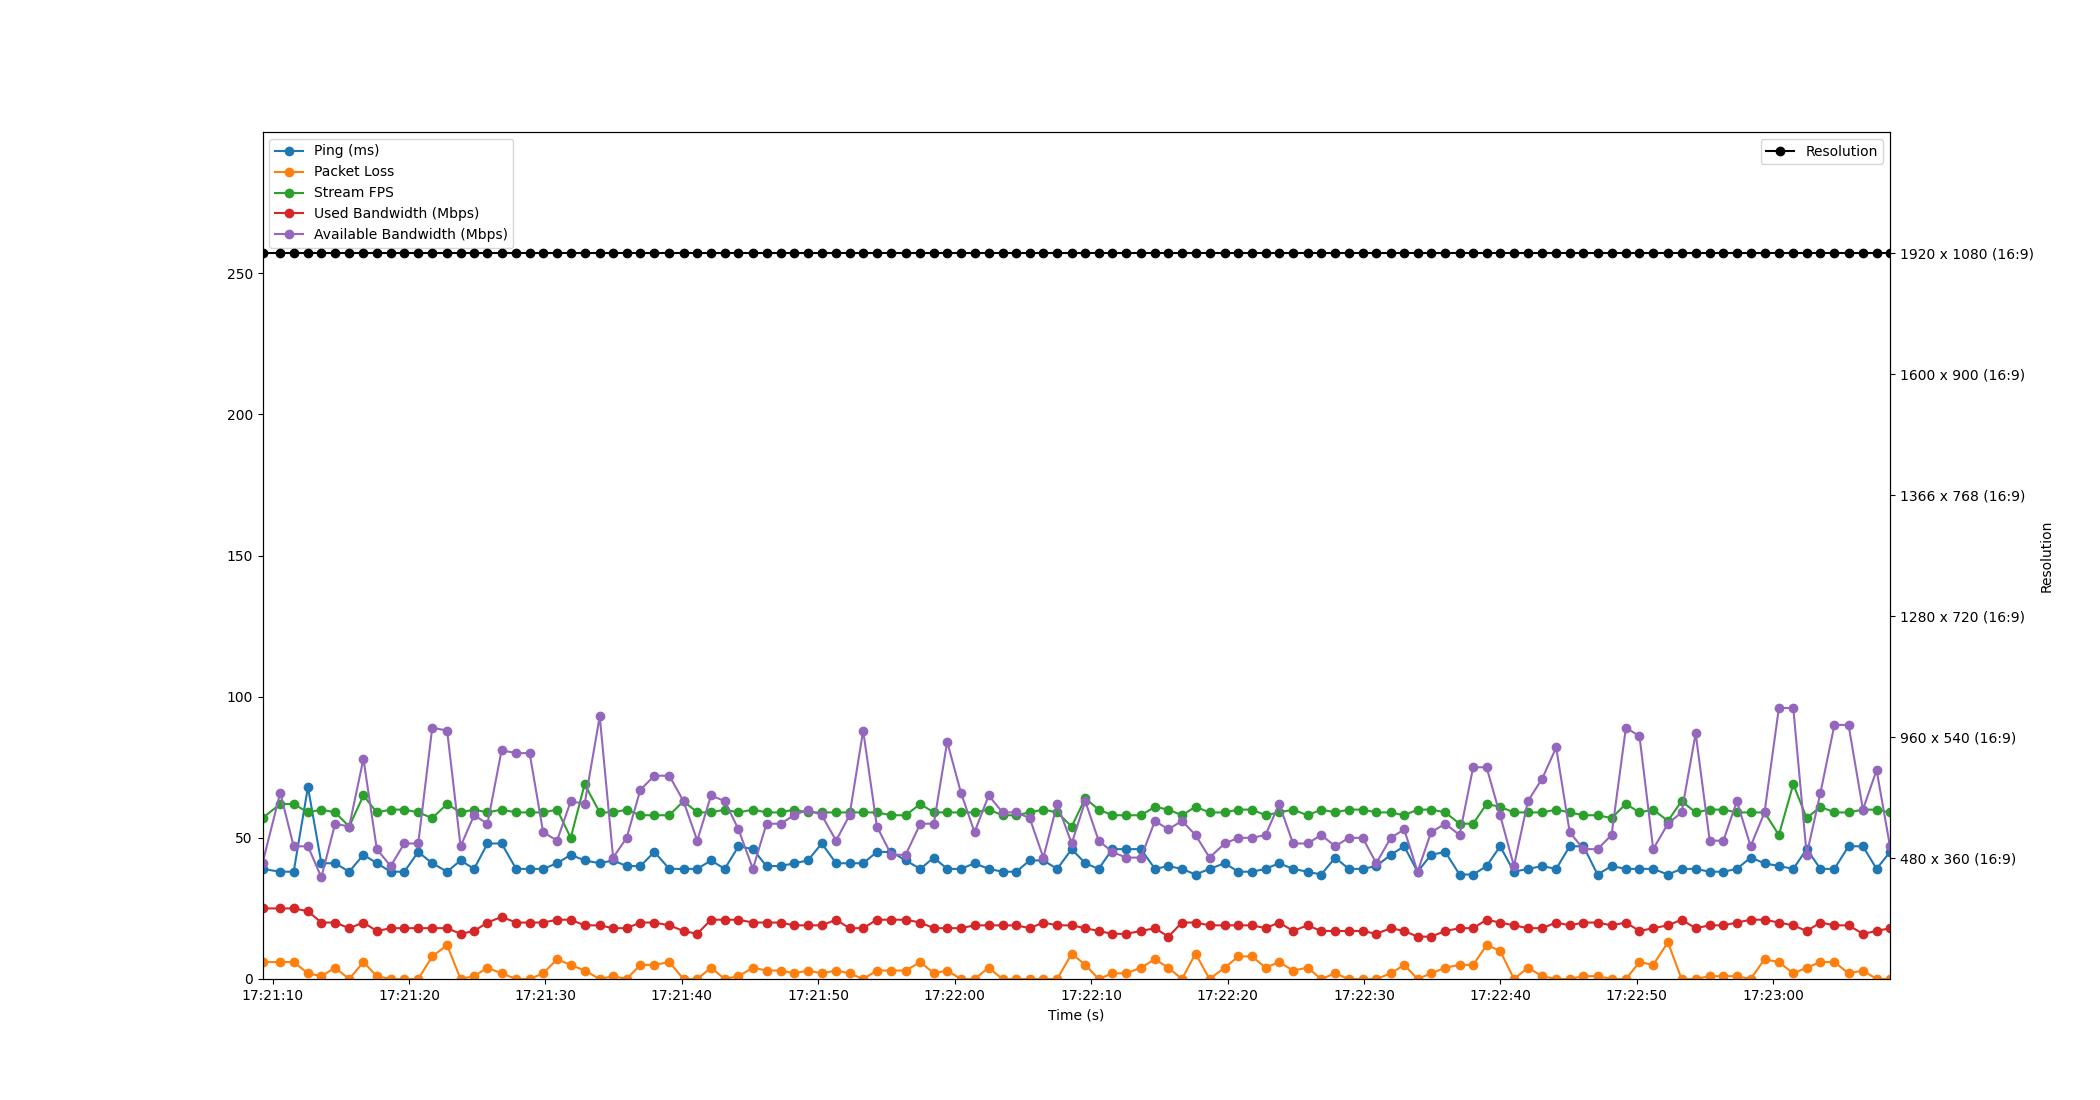 Ping (ms)
Packet Loss
Stream FPS
Used Bandwidth (Mbps)
Available Bandwidth (Mbps)
Resolution
250
200
150
100
50
0
1920 x 1080 (16:9)
1600 x 900 (16:9)
1366 x 768 (16:9)
1280 x 720 (16:9)
960 x 540 (16:9)
480 x 360 (16:9)
Resolution
17:21:10 17:21:20 17:21:30 17:21:40 17:21:50 17:22:00 17:22:10 17:22:20 17:22:30 17:22:40 17:22:50 17:23:00
Time (s)